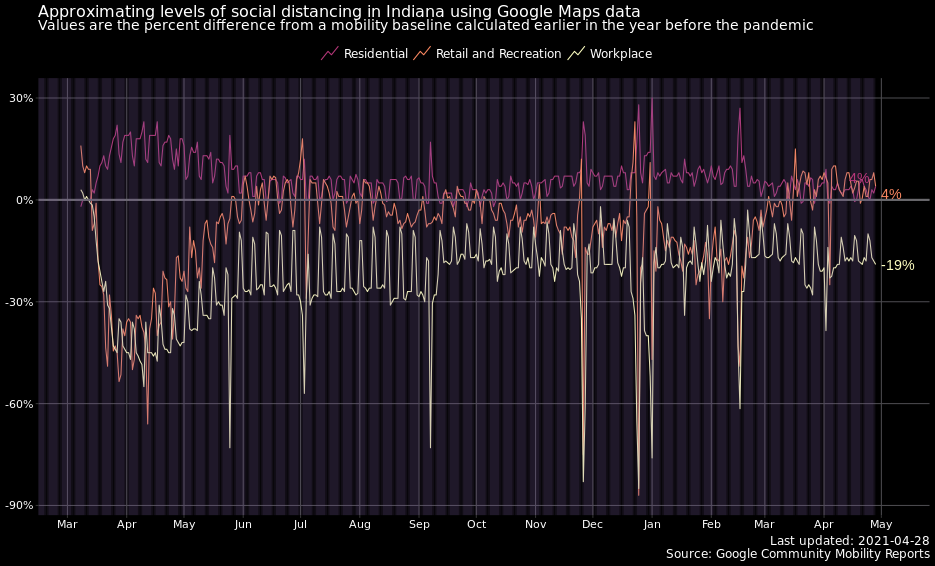 Approximating levels of social distancing in Indiana using Google Maps data
Values are the percent difference from a mobility baseline calculated earlier in the year before the pandemic
Residential Retail and Recreation Workplace
30%
0%
-30%
-60%
-90%
4%
4%
-19%
Mar Apr May Jun Jul Aug Sep Oct Nov Dec Jan Feb Mar Apr May
Last updated: 2021-04-28
Source: Google Community Mobility Reports